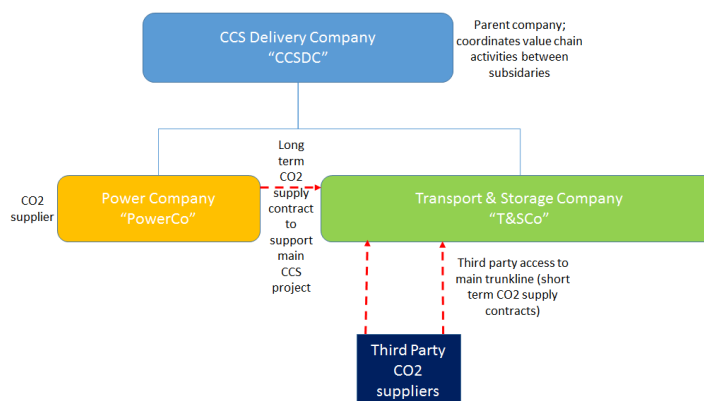 CCS Delivery Company
“CCSDC”
Parent company;
coordinates value chain
activities between
subsidaries
Long
term
CO2
supply
contract
to
support
main
CCS
project
CO2
supplier
Power Company
“PowerCo”
Transport & Storage Company
“T&SCo”
Third party access to
main trunkline (short
term CO2 supply
contracts)
Third Party
CO2
suppliers